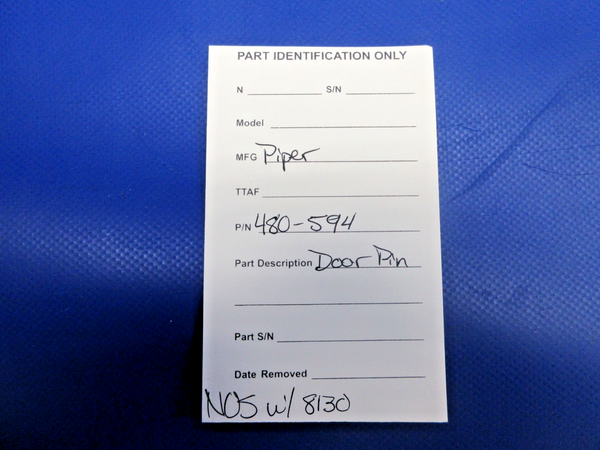 PART IDENTIFICATION ONLY
N S/N
Model
MFG Piper
TTAF
P/N 480-594
Part Description Door Pin
Part S/N
Date Removed
NOS w/ 8130